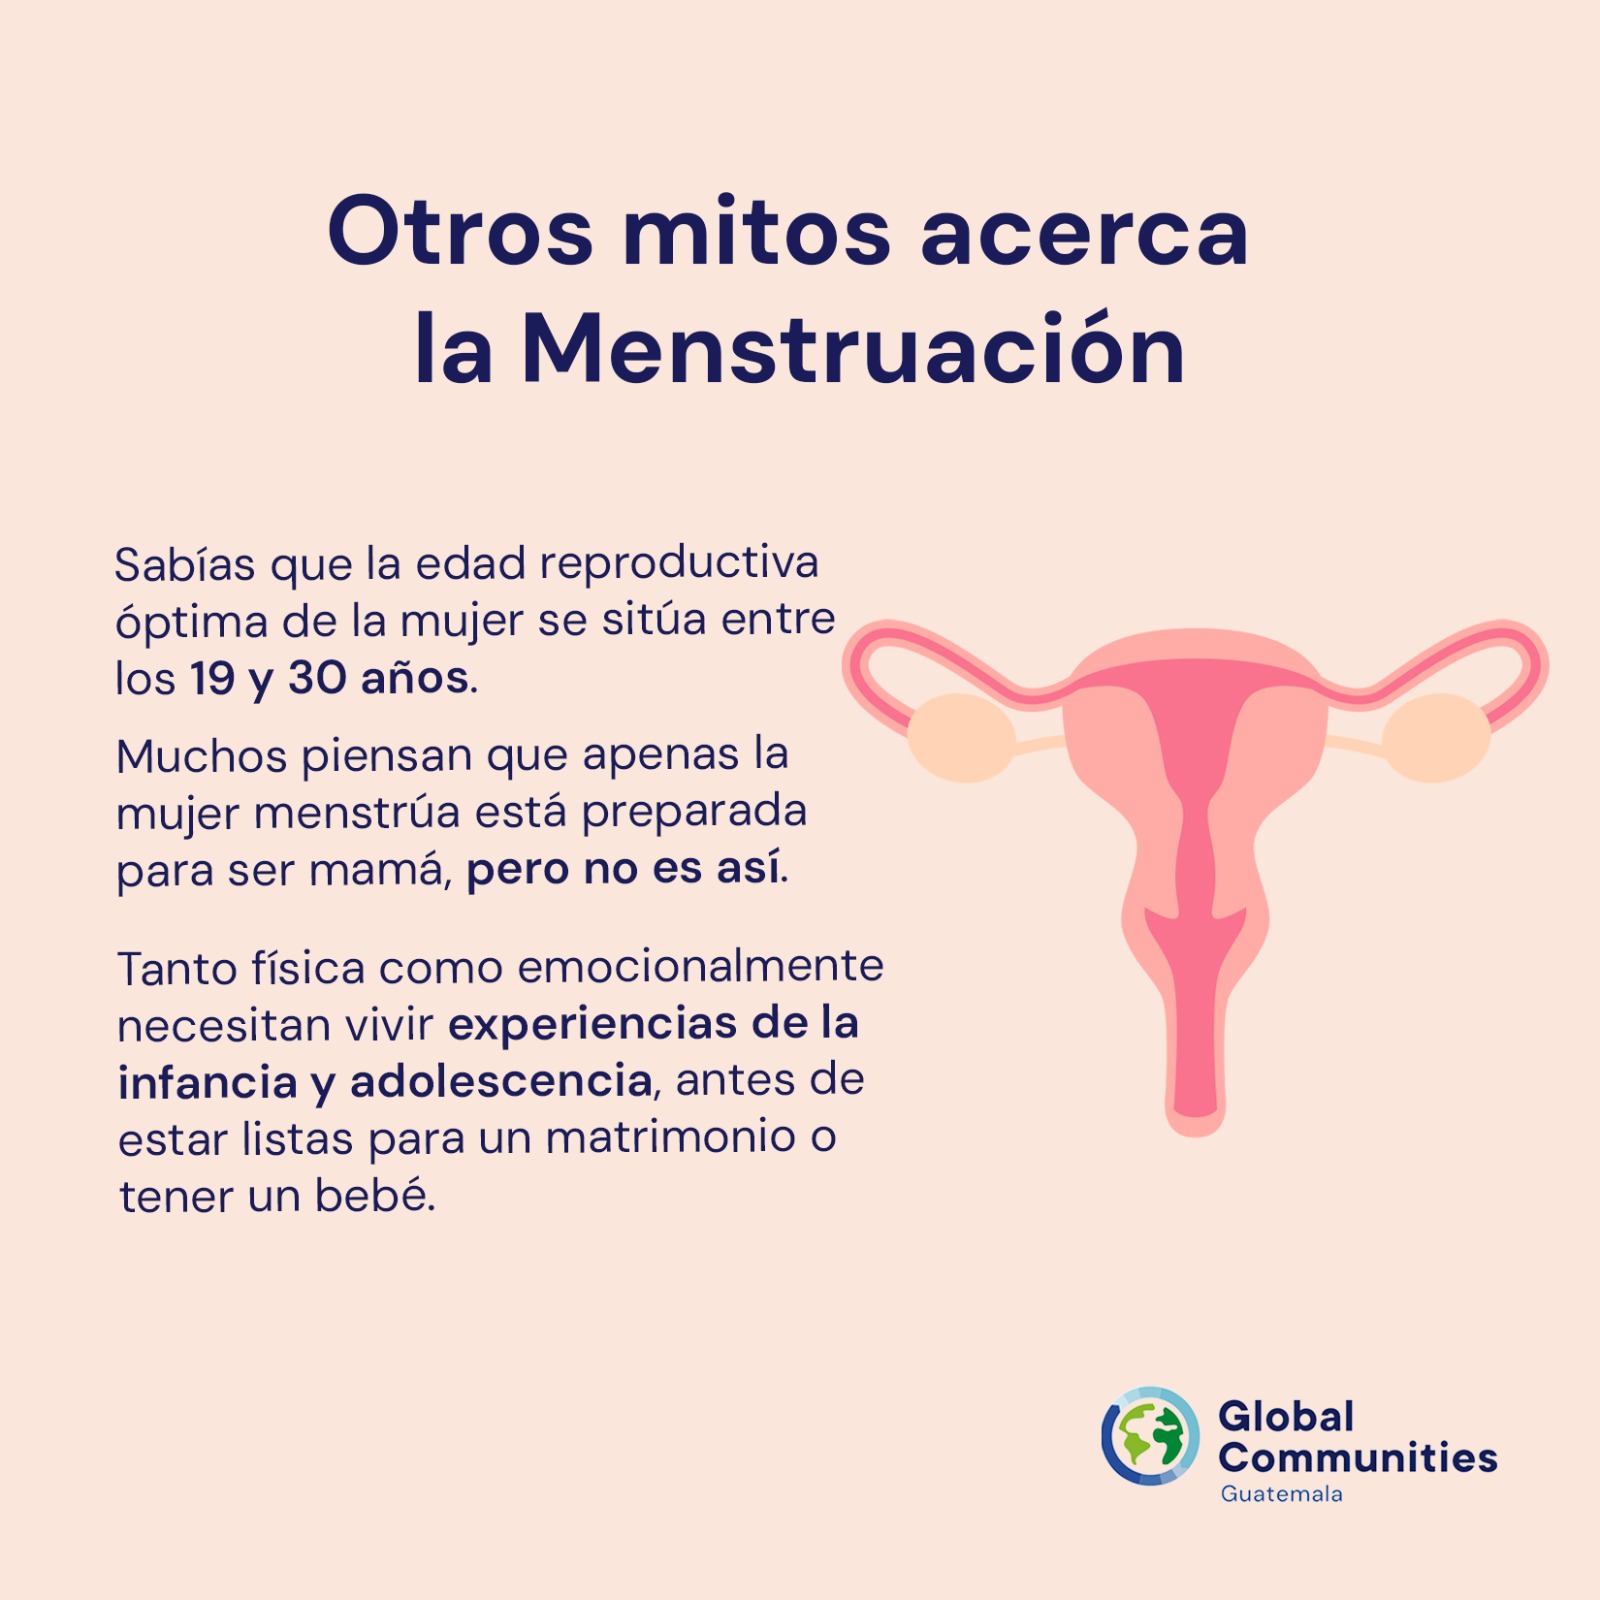 Otros mitos acerca
la Menstruación
Sabías que la edad reproductiva
óptima de la mujer se sitúa entre
los 19 y 30 años.
Muchos piensan que apenas la
mujer menstrúa está preparada
para ser mamá, pero no es así.
Tanto física como emocionalmente
necesitan vivir experiencias de la
infancia y adolescencia, antes de
estar listas para un matrimonio o
tener un bebé.
Global
Communities
Guatemala